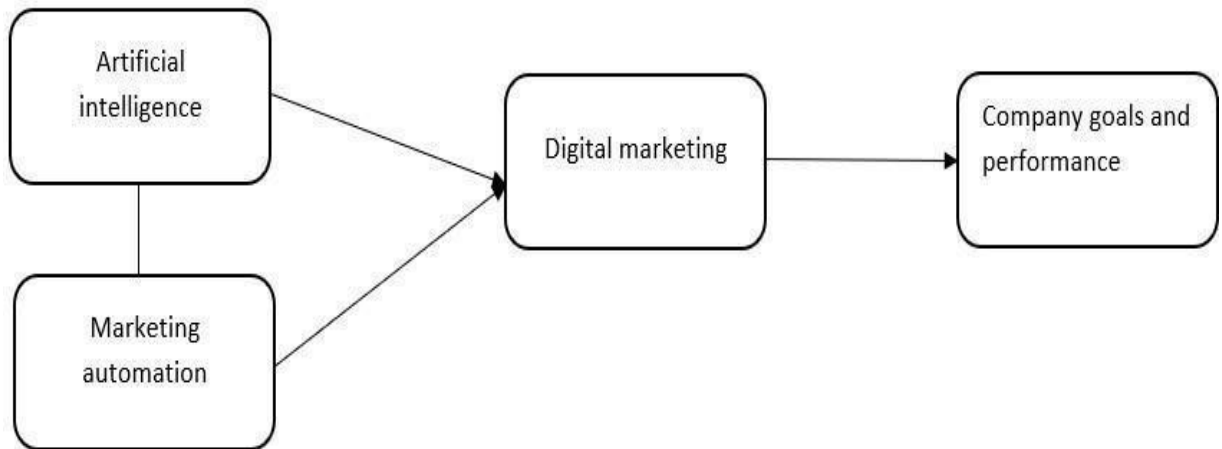 Artificial
intelligence
Digital marketing
Company goals and
performance
Marketing
automation